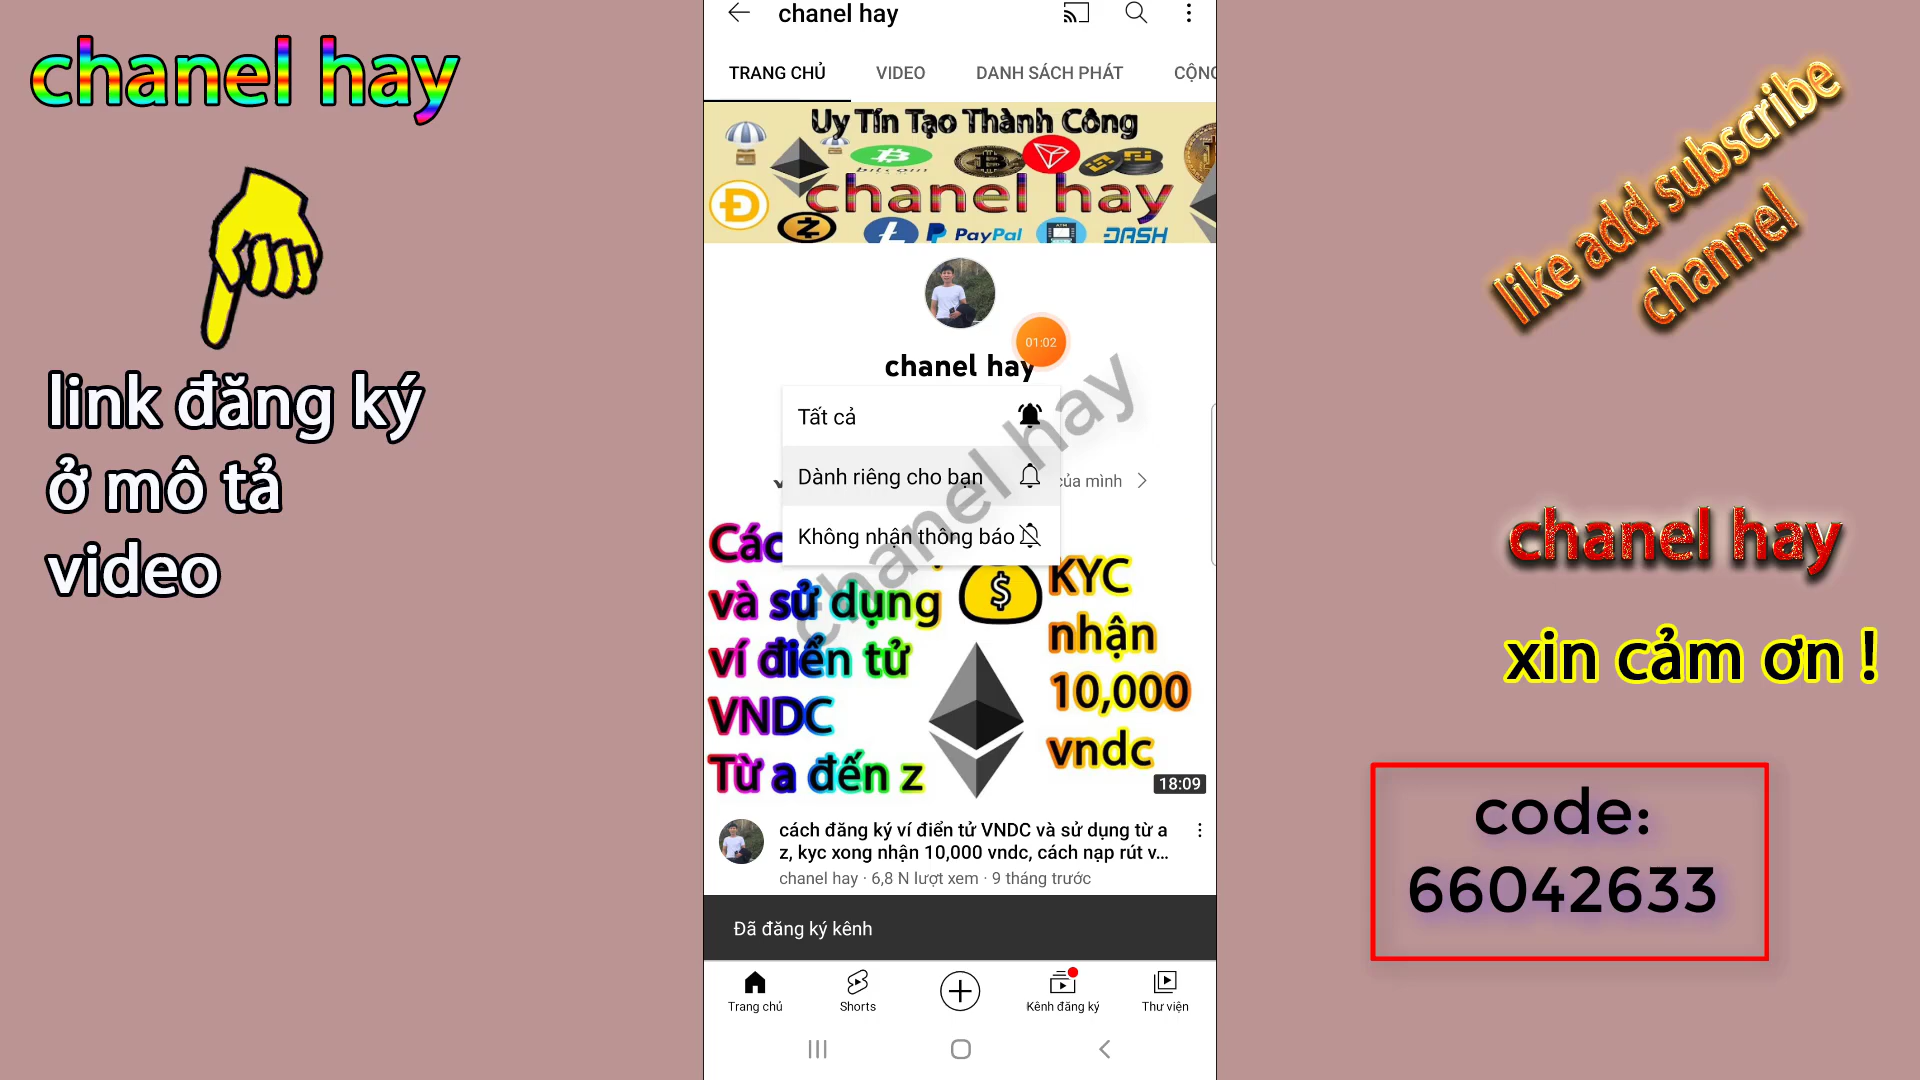 chanel hay
link đăng ký
ở mô tả
video
chanel hay
TRANG CHỦ
VIDEO
DANH SÁCH PHÁT
CỘNG
Uy Tín Tạo Thành Công
bitcoin
chanel hay
PayPal
ATM
DASH
01:02
chanel hay
Tất cả
Dành riêng cho bạn
của mình
Không nhận thông báo
chanel hay
và sử dụng
ví điển tử
VNDC
Từ a đến z
KYC
nhận
10,000
vndc
18:09
cách đăng ký ví điển tử VNDC và sử dụng từ a
z, kyc xong nhận 10,000 vndc, cách nạp rút v...
chanel hay · 6,8 N lượt xem · 9 tháng trước
Đã đăng ký kênh
Trang chủ
Shorts
Kênh đăng ký
Thư viện
like add subscribe
channel
chanel hay
xin cảm ơn !
code:
66042633